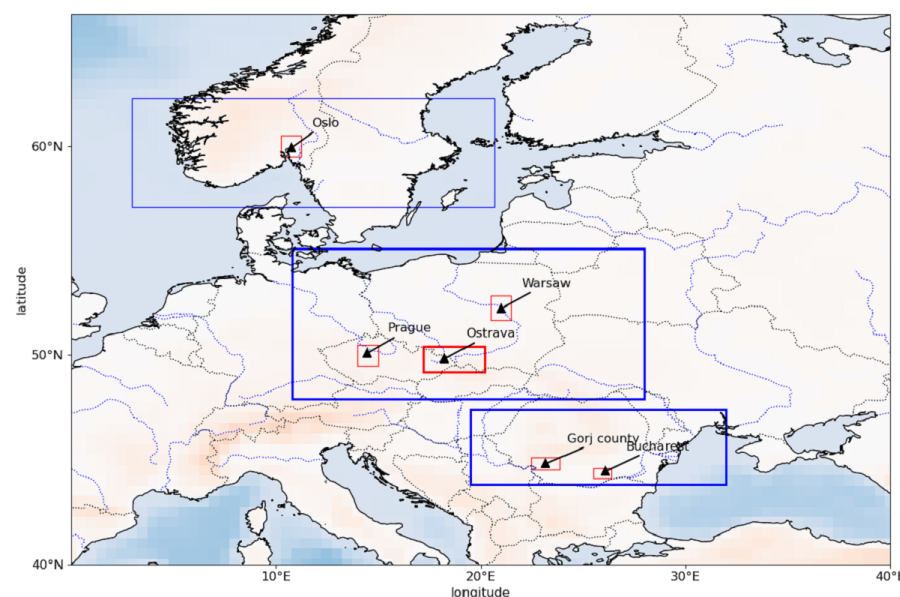 60°N
50°N
40°N
latitude
Oslo
Warsaw
Prague
Ostrava
Gorj county
Bucharest
10°E
20°E
30°E
40°E
longitude